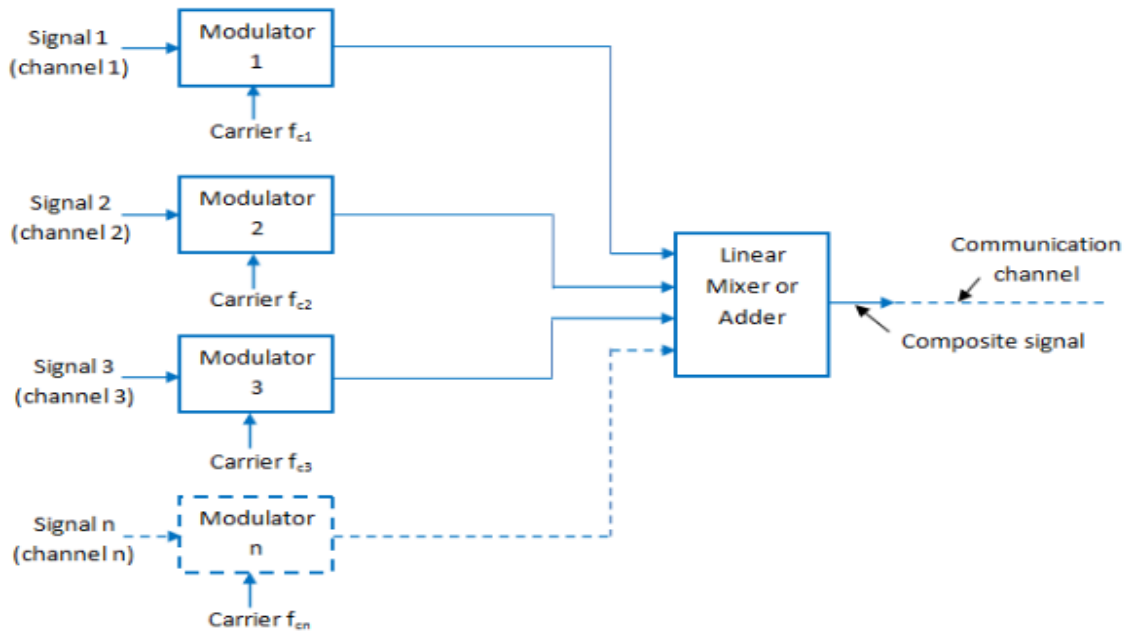 Signal 1
(channel 1)
Modulator
1
Carrier fc1
Signal 2
(channel 2)
Modulator
2
Carrier fc2
Signal 3
(channel 3)
Modulator
3
Carrier fc3
Signal n
(channel n)
Modulator
n
Carrier fcn
Linear
Mixer or
Adder
Communication
channel
Composite signal